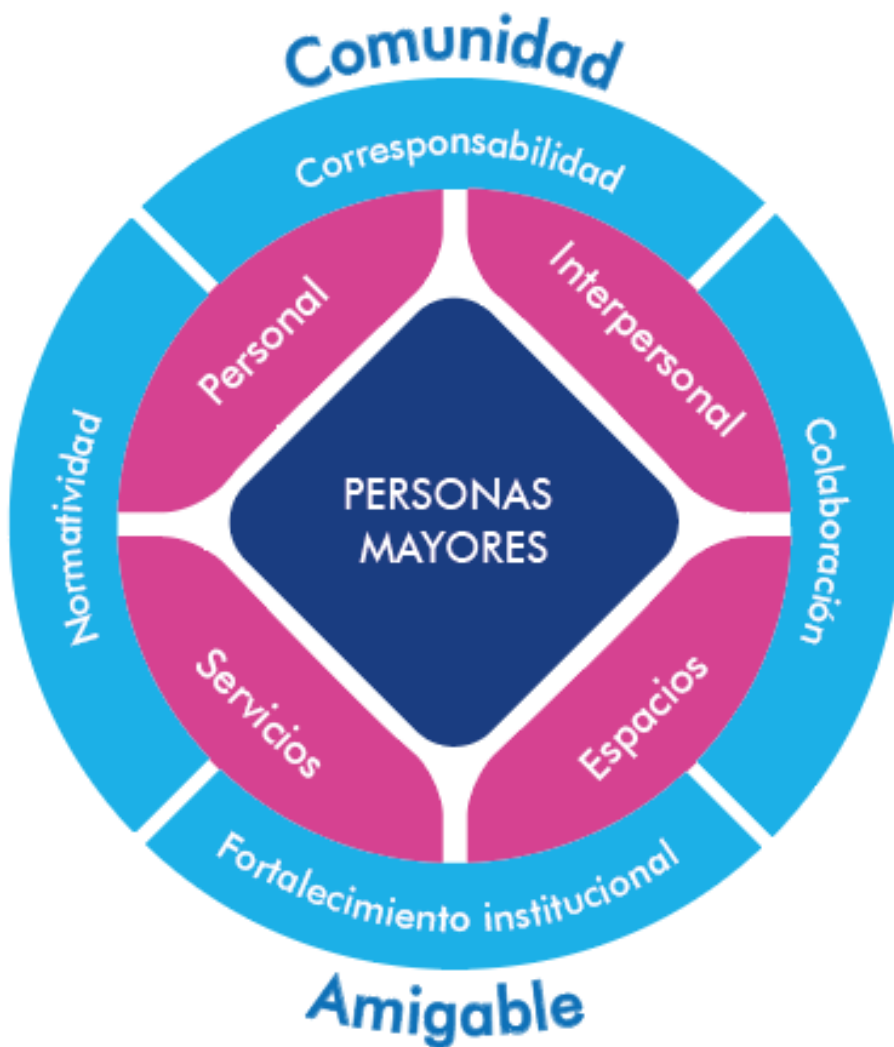 Comunidad
Corresponsabilidad
Personal
Interpersonal
Normatividad
PERSONAS
MAYORES
Colaboración
Servicios
Espacios
Fortalecimiento institucional
Amigable